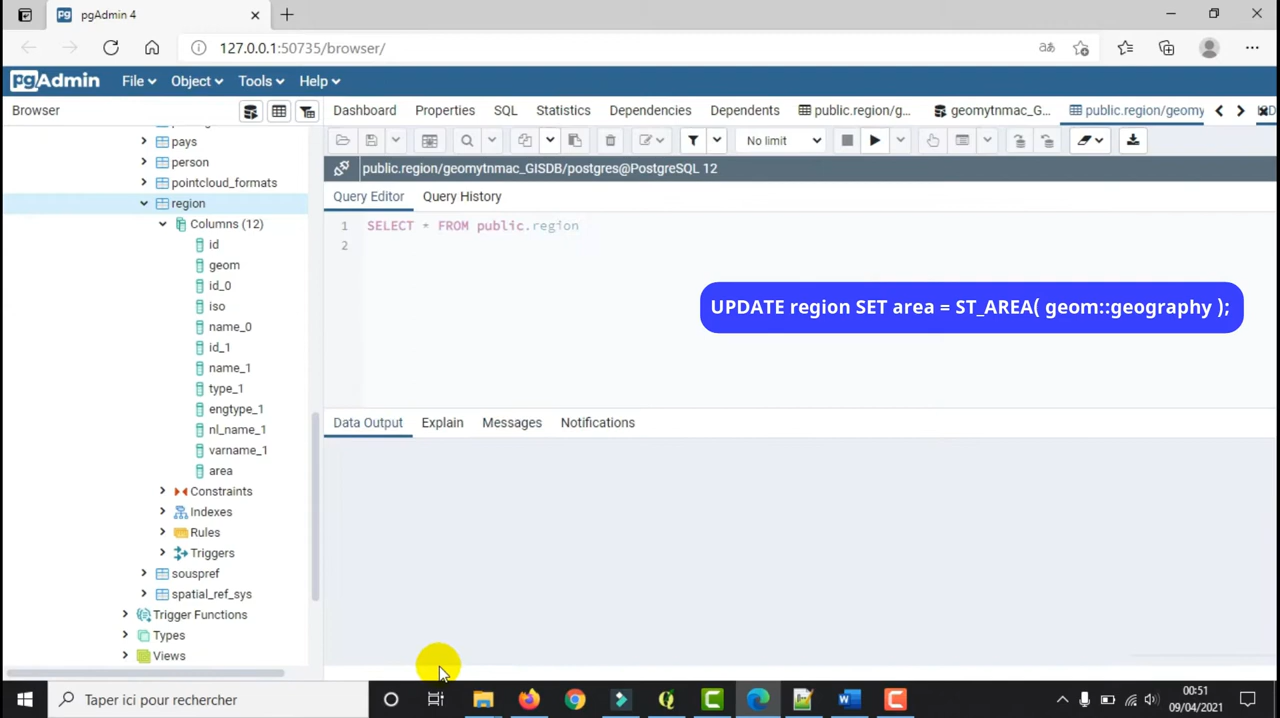 pgAdmin 4
127.0.0.1:50735/browser/
pgAdmin File Object Tools Help
Browser
Dashboard Properties SQL Statistics Dependencies Dependents public.region/g... geomytnmac_G... public.region/geomy
No limit
public.region/geomytnmac_GISDB/postgres@PostgreSQL 12
Query Editor Query History
1 SELECT * FROM public.region
2
UPDATE region SET area = ST_AREA( geom::geography );
Data Output Explain Messages Notifications
pays
person
pointcloud_formats
region
Columns (12)
id
geom
id_0
iso
name_0
id_1
name_1
type_1
engtype_1
nl_name_1
varname_1
area
Constraints
Indexes
Rules
Triggers
souspref
spatial_ref_sys
Trigger Functions
Types
Views
Taper ici pour rechercher
00:51
09/04/2021